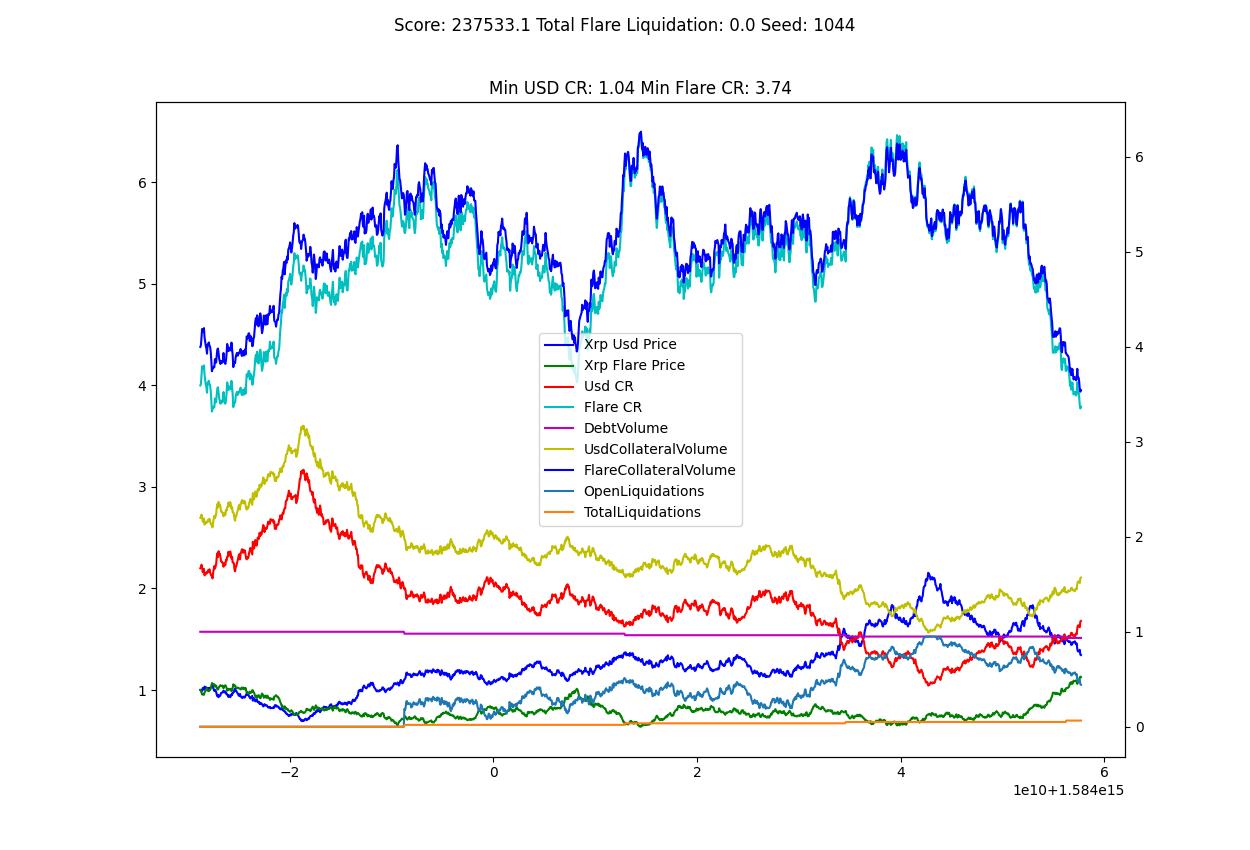 Score: 237533.1 Total Flare Liquidation: 0.0 Seed: 1044
Min USD CR: 1.04 Min Flare CR: 3.74
6
5
4
3
2
1
6
5
4
3
2
1
0
Xrp Usd Price
Xrp Flare Price
Usd CR
Flare CR
DebtVolume
UsdCollateralVolume
FlareCollateralVolume
OpenLiquidations
TotalLiquidations
−2 0 2 4 6
1e10+1.584e15